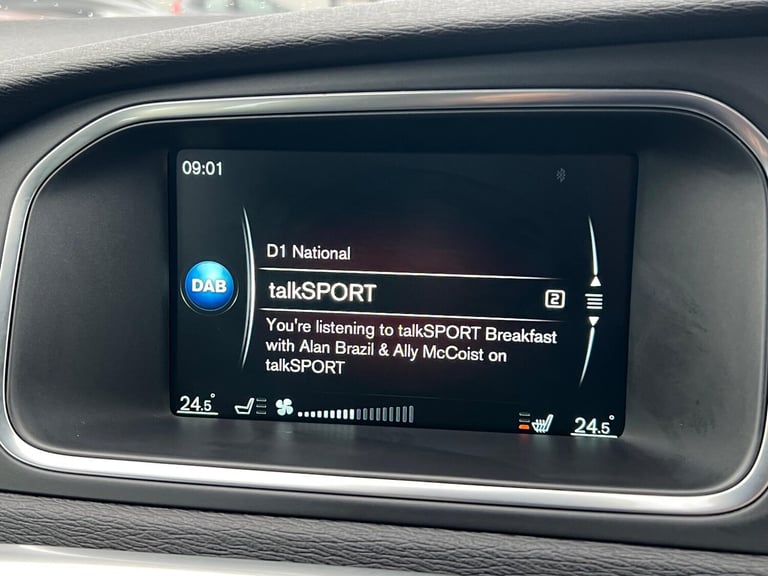 09:01
D1 National
DAB
talkSPORT 2
You're listening to talkSPORT Breakfast
with Alan Brazil & Ally McCoist on
talkSPORT
24.5° 24.5°